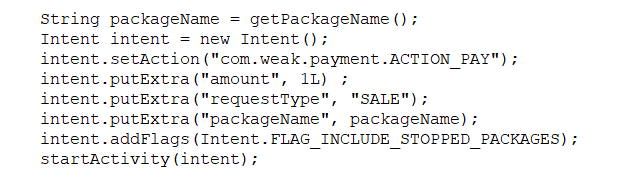 String packageName = getPackageName();
Intent intent = new Intent();
intent.setAction("com.weak.payment.ACTION_PAY");
intent.putExtra("amount", 1L) ;
intent.putExtra("requestType", "SALE");
intent.putExtra("packageName", packageName);
intent.addFlags(Intent.FLAG_INCLUDE_STOPPED_PACKAGES);
startActivity(intent);